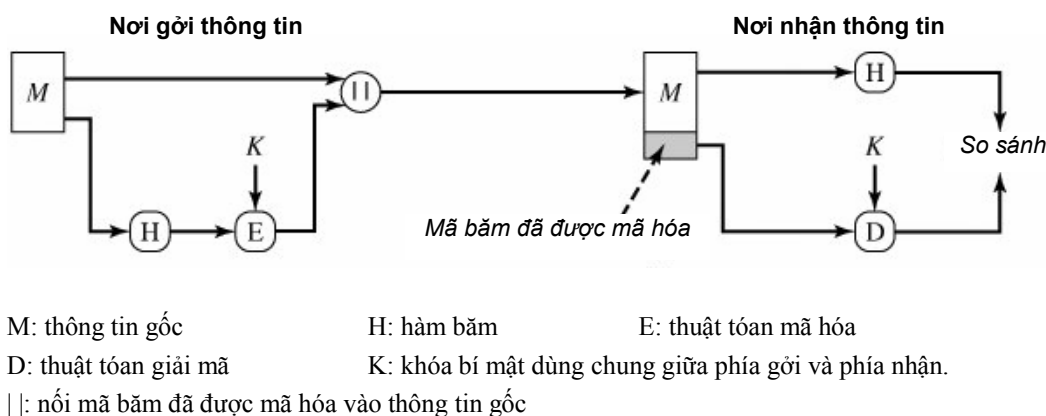 Nơi gởi thông tin
Nơi nhận thông tin
M
||
M
H
K
K
So sánh
H
E
Mã băm đã được mã hóa
D
M: thông tin gốc H: hàm băm E: thuật tóan mã hóa
D: thuật tóan giải mã K: khóa bí mật dùng chung giữa phía gởi và phía nhận.
||: nối mã băm đã được mã hóa vào thông tin gốc